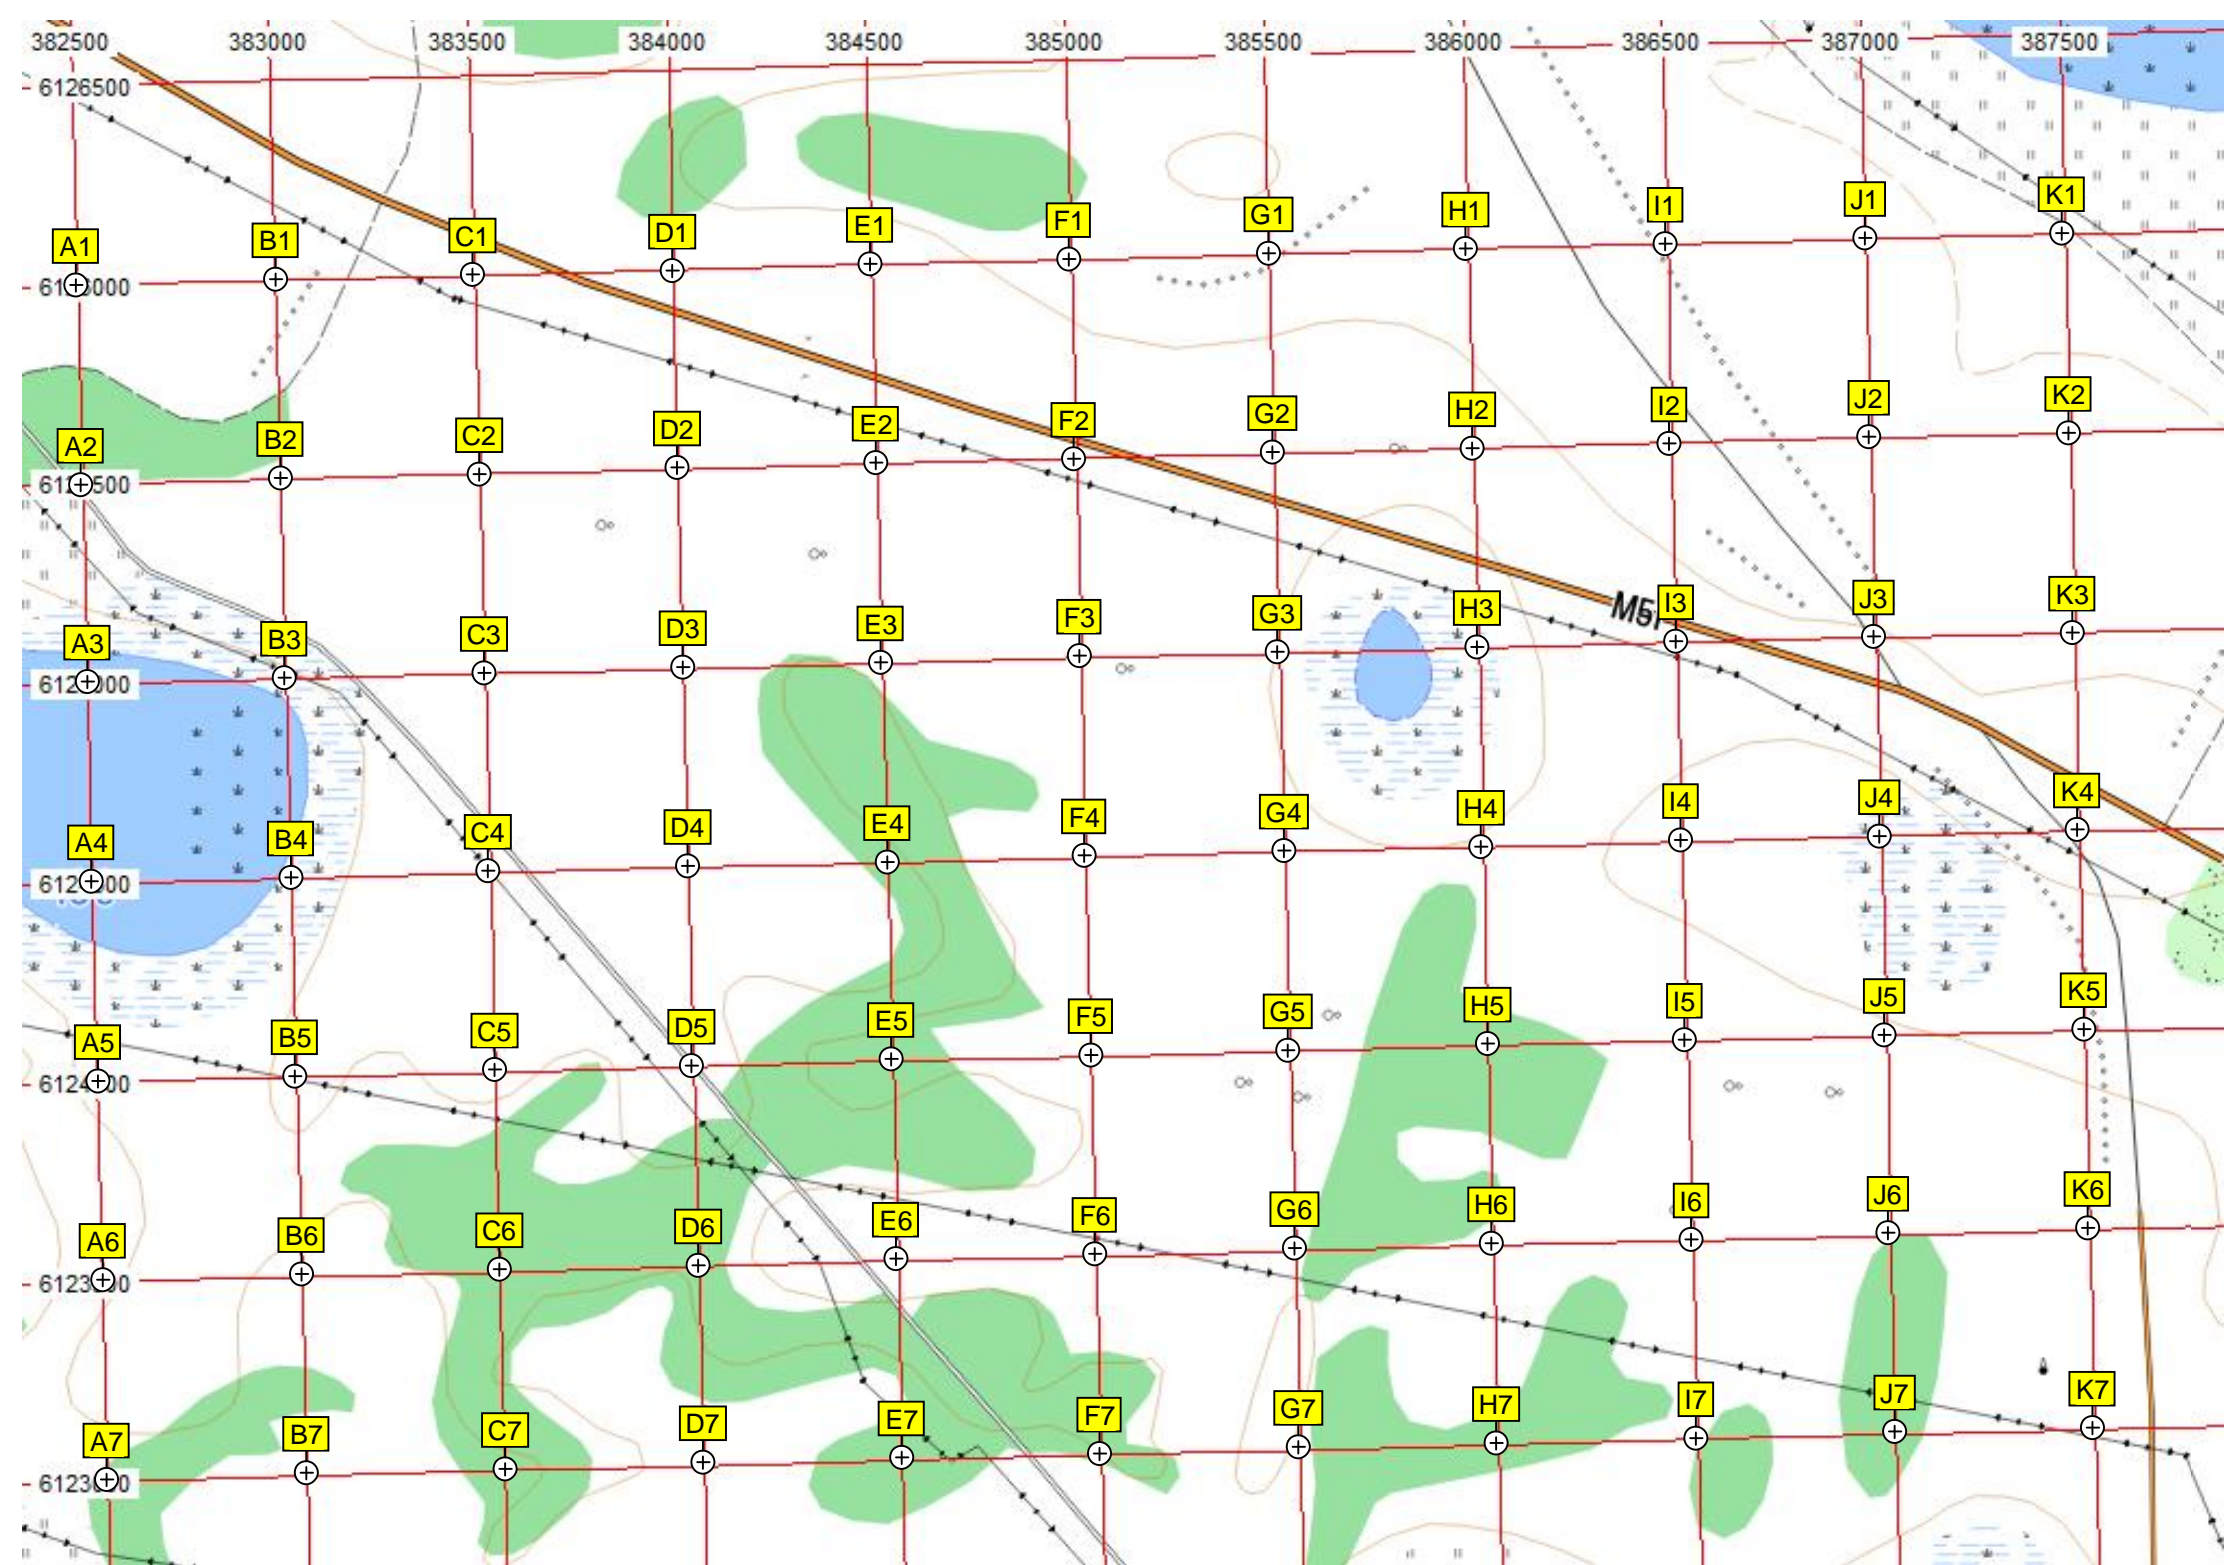 382500 383000 383500 384000 384500 385000 385500 386000 386500 387000 387500
6126500
A1 B1 C1 D1 E1 F1 G1 H1 I1 J1 K1
A2 B2 C2 D2 E2 F2 G2 H2 I2 J2 K2
M5
A3 B3 C3 D3 E3 F3 G3 H3 I3 J3 K3
A4 B4 C4 D4 E4 F4 G4 H4 I4 J4 K4
A5 B5 C5 D5 E5 F5 G5 H5 I5 J5 K5
A6 B6 C6 D6 E6 F6 G6 H6 I6 J6 K6
A7 B7 C7 D7 E7 F7 G7 H7 I7 J7 K7